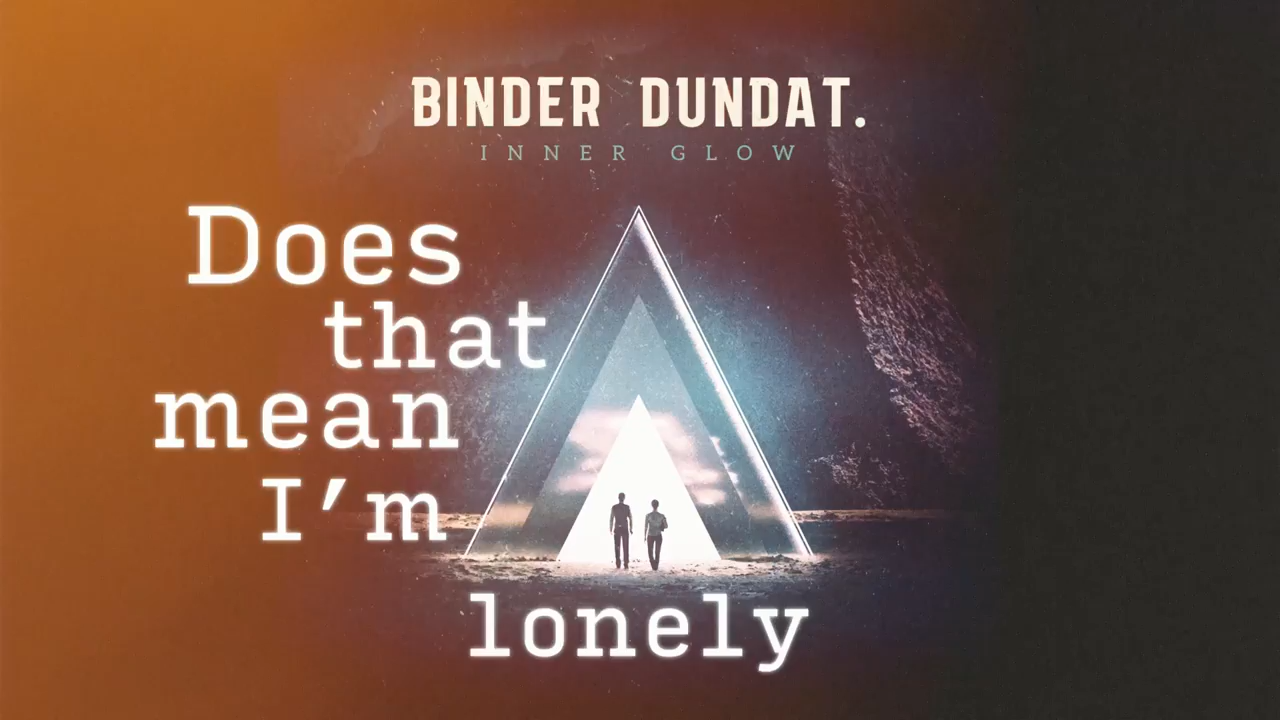 BINDER DUNDAT.
INNER GLOW
Does
that
mean
I'm
lonely